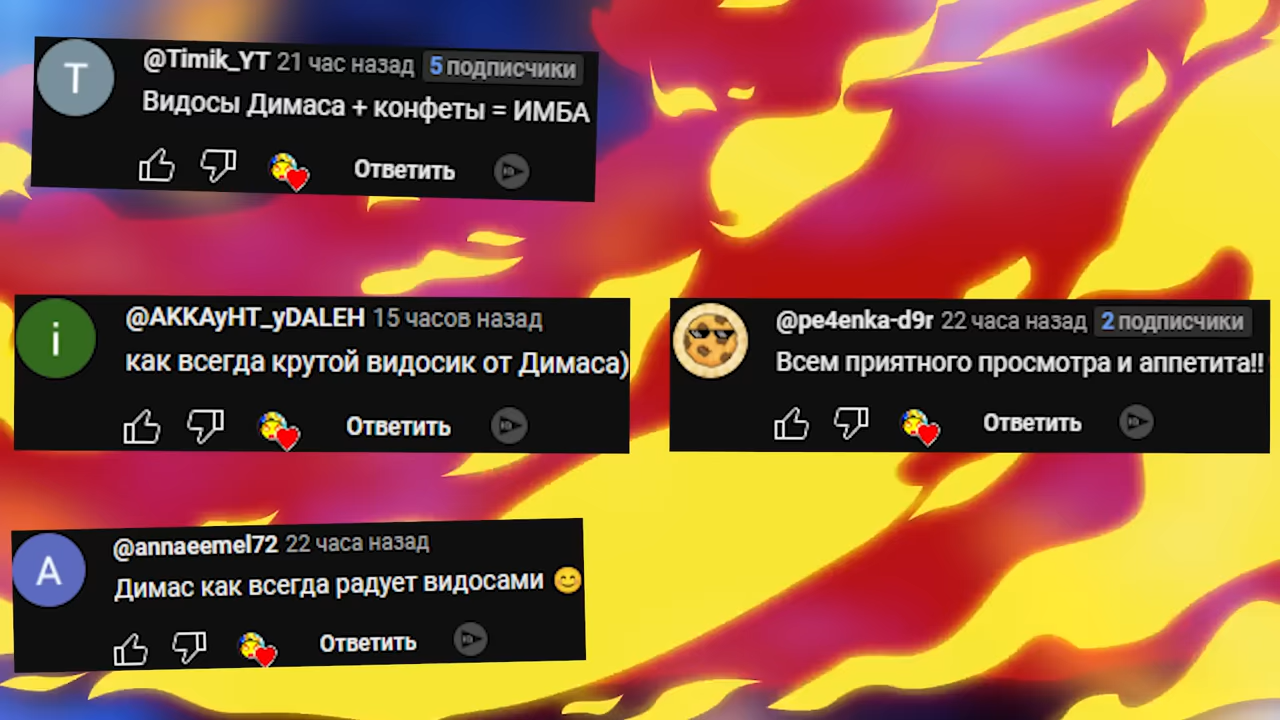 T
@Timik_YT 21 час назад 5 подписчики
Видосы Димаса + конфеты = ИМБА
Ответить
i
@AKKAyHT_yDALEH 15 часов назад
как всегда крутой видосик от Димаса)
Ответить
@pe4enka-d9r 22 часа назад 2 подписчики
Всем приятного просмотра и аппетита!!
Ответить
A
@annaeemel72 22 часа назад
Димас как всегда радует видосами 😊
Ответить